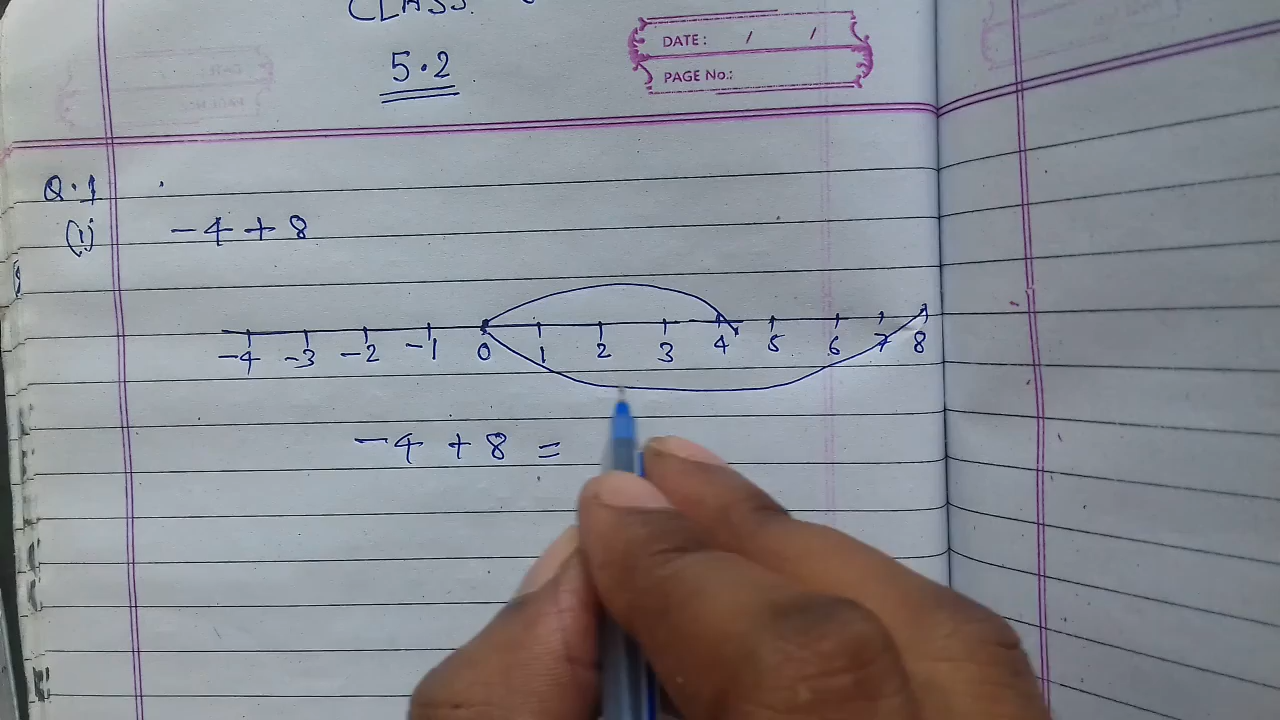 CLASS
5.2
DATE: / /
PAGE No.:
Q.1
(i) -4+8
-4 -3 -2 -1 0 1 2 3 4 5 6 7 8
-4 + 8 =